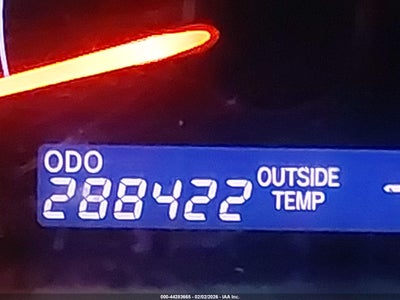 ODO
288422
OUTSIDE
TEMP
000-44203665 - 02/02/2026 - IAA Inc.